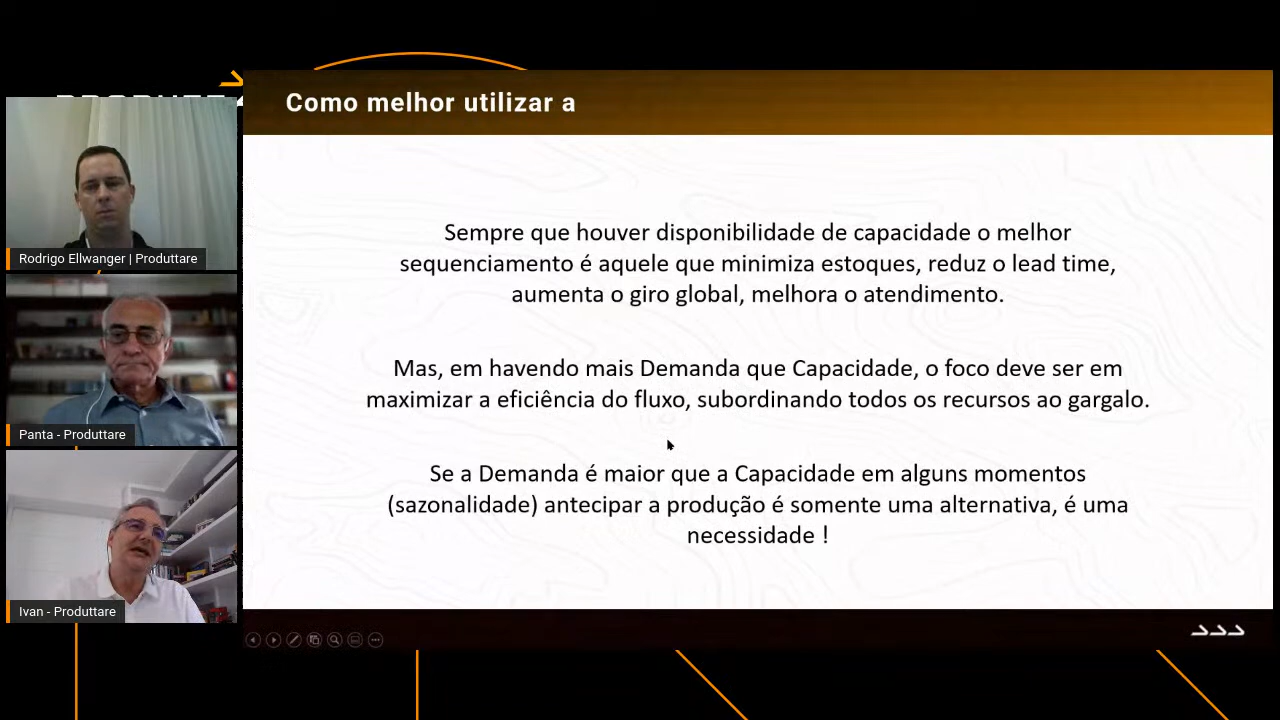 Como melhor utilizar a
Sempre que houver disponibilidade de capacidade o melhor
sequenciamento é aquele que minimiza estoques, reduz o lead time,
aumenta o giro global, melhora o atendimento.
Mas, em havendo mais Demanda que Capacidade, o foco deve ser em
maximizar a eficiência do fluxo, subordinando todos os recursos ao gargalo.
Se a Demanda é maior que a Capacidade em alguns momentos
(sazonalidade) antecipar a produção é somente uma alternativa, é uma
necessidade !
Rodrigo Ellwanger | Produttare
Panta - Produttare
Ivan - Produttare